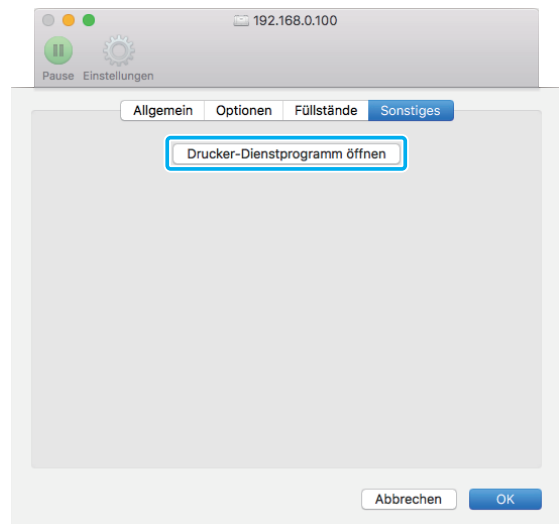 192.168.0.100
Pause Einstellungen
Allgemein Optionen Füllstände Sonstiges
Drucker-Dienstprogramm öffnen
Abbrechen OK